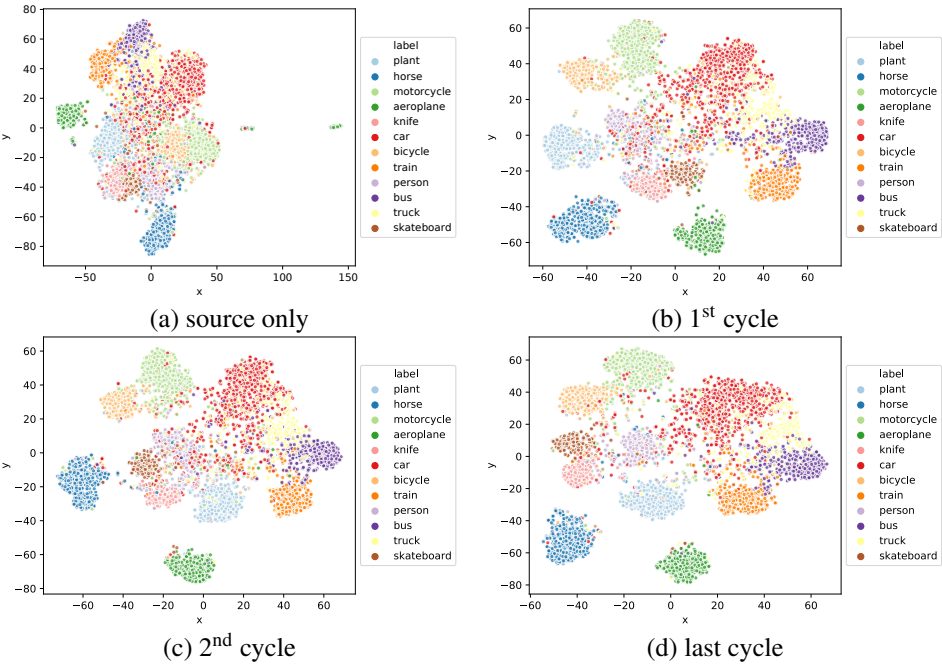 80
60
40
20
0
−20
−40
−60
−80
y
−50
0
50
100
150
x
label
plant
horse
motorcycle
aeroplane
knife
car
bicycle
train
person
bus
truck
skateboard
(a) source only
60
40
20
0
−20
−40
−60
y
−60
−40
−20
0
20
40
60
x
label
plant
horse
motorcycle
aeroplane
knife
car
bicycle
train
person
bus
truck
skateboard
(b) 1st cycle
60
40
20
0
−20
−40
−60
−80
y
−60
−40
−20
0
20
40
60
x
label
plant
horse
motorcycle
aeroplane
knife
car
bicycle
train
person
bus
truck
skateboard
(c) 2nd cycle
60
40
20
0
−20
−40
−60
−80
y
−60
−40
−20
0
20
40
60
x
label
plant
horse
motorcycle
aeroplane
knife
car
bicycle
train
person
bus
truck
skateboard
(d) last cycle